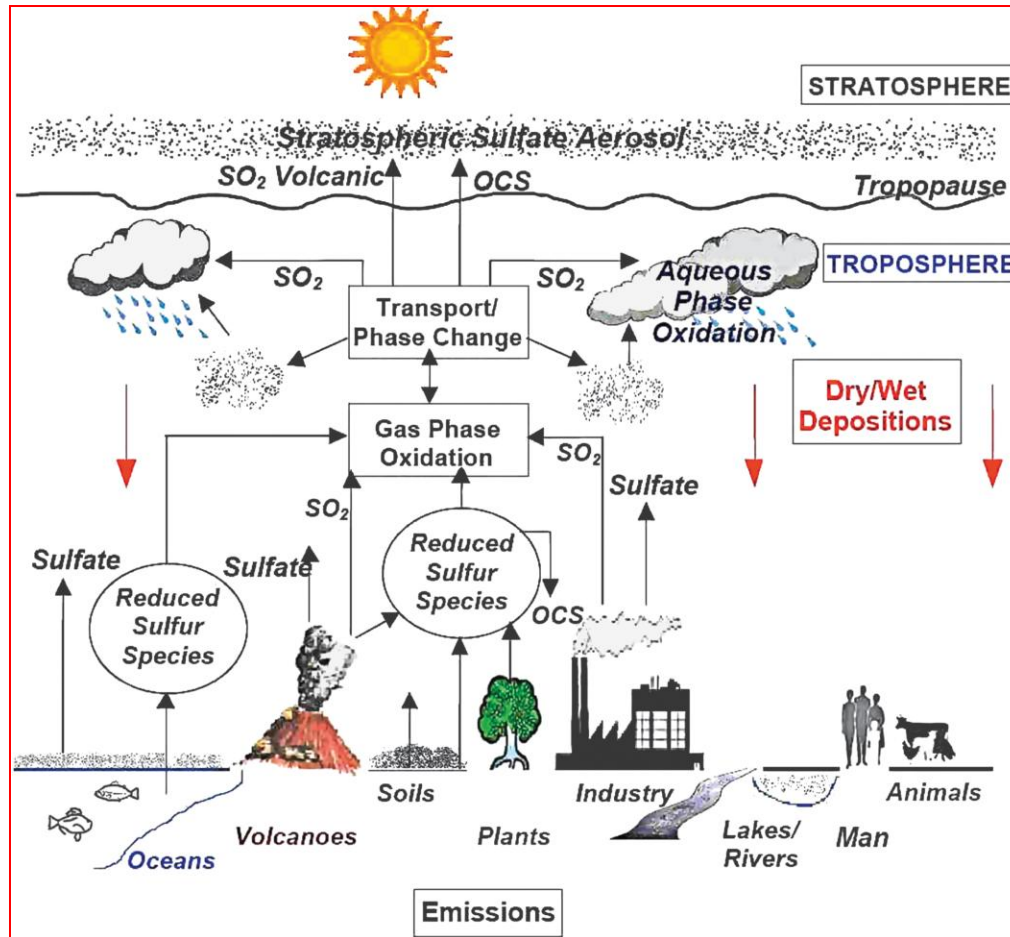 STRATOSPHERE
Stratospheric Sulfate Aerosol
SO₂ Volcanic
OCS
Tropopause
SO₂
SO₂
Aqueous
Phase
Oxidation
TROPOSPHERE
Transport/
Phase Change
Dry/Wet
Depositions
Gas Phase
Oxidation
SO₂
SO₂
Sulfate
Sulfate
Reduced
Sulfur
Species
Sulfate
Reduced
Sulfur
Species
OCS
Oceans
Volcanoes
Soils
Plants
Industry
Lakes/
Rivers
Man
Animals
Emissions